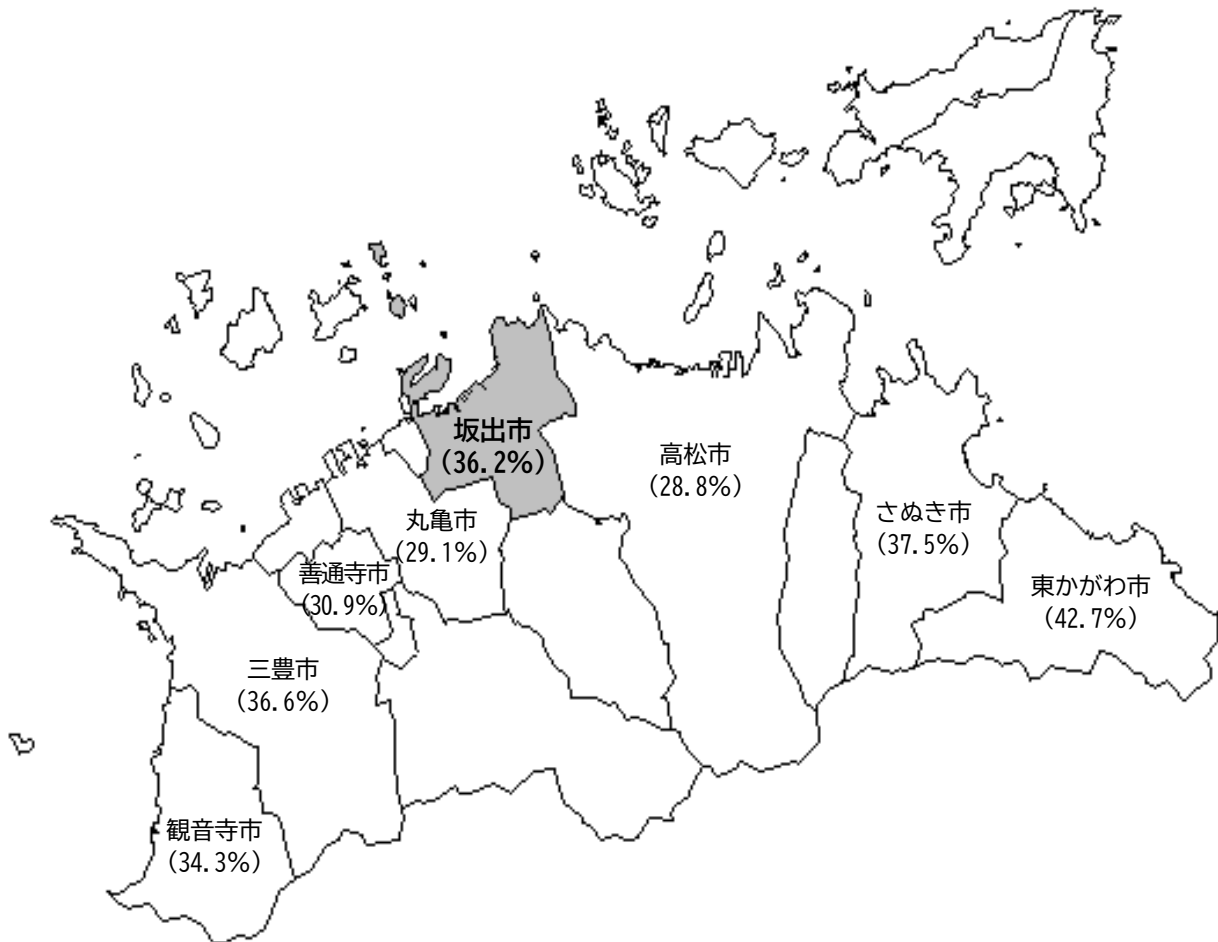 坂出市
(36.2%)
高松市
(28.8%)
丸亀市
(29.1%)
さぬき市
(37.5%)
善通寺市
(30.9%)
東かがわ市
(42.7%)
三豊市
(36.6%)
観音寺市
(34.3%)